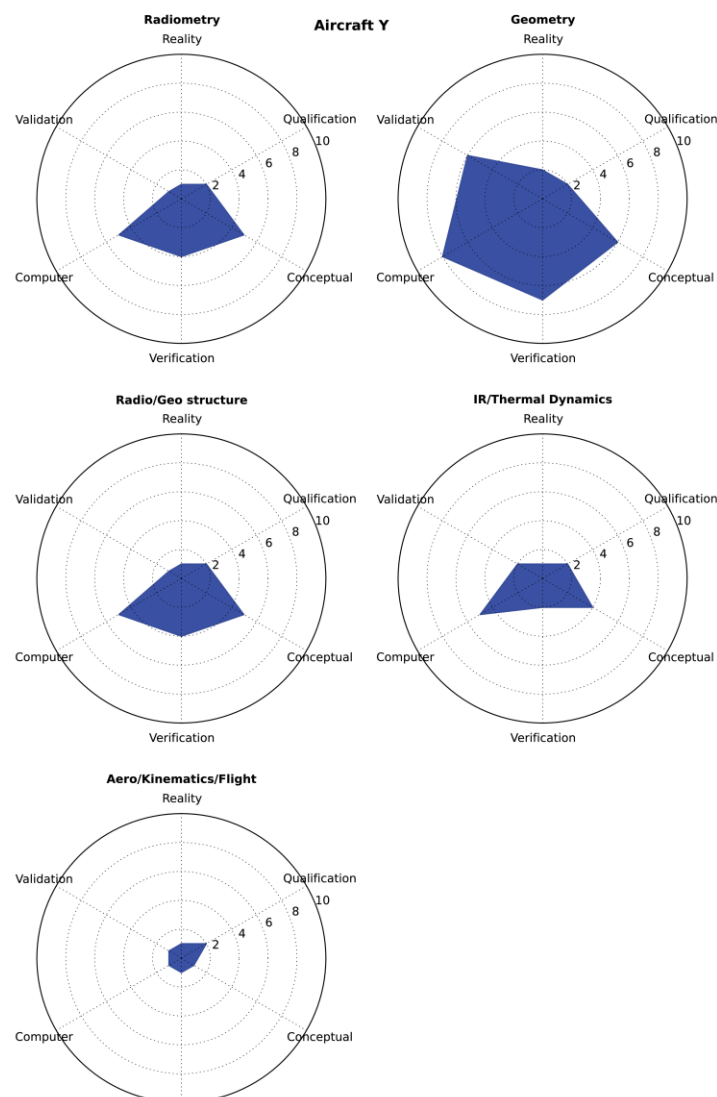 Aircraft Y
Radiometry
Reality
Qualification
Validation
10
8
6
4
2
Computer
Conceptual
Verification
Geometry
Reality
Qualification
Validation
10
8
6
4
2
Computer
Conceptual
Verification
Radio/Geo structure
Reality
Qualification
Validation
10
8
6
4
2
Computer
Conceptual
Verification
IR/Thermal Dynamics
Reality
Qualification
Validation
10
8
6
4
2
Computer
Conceptual
Verification
Aero/Kinematics/Flight
Reality
Qualification
Validation
10
8
6
4
2
Computer
Conceptual